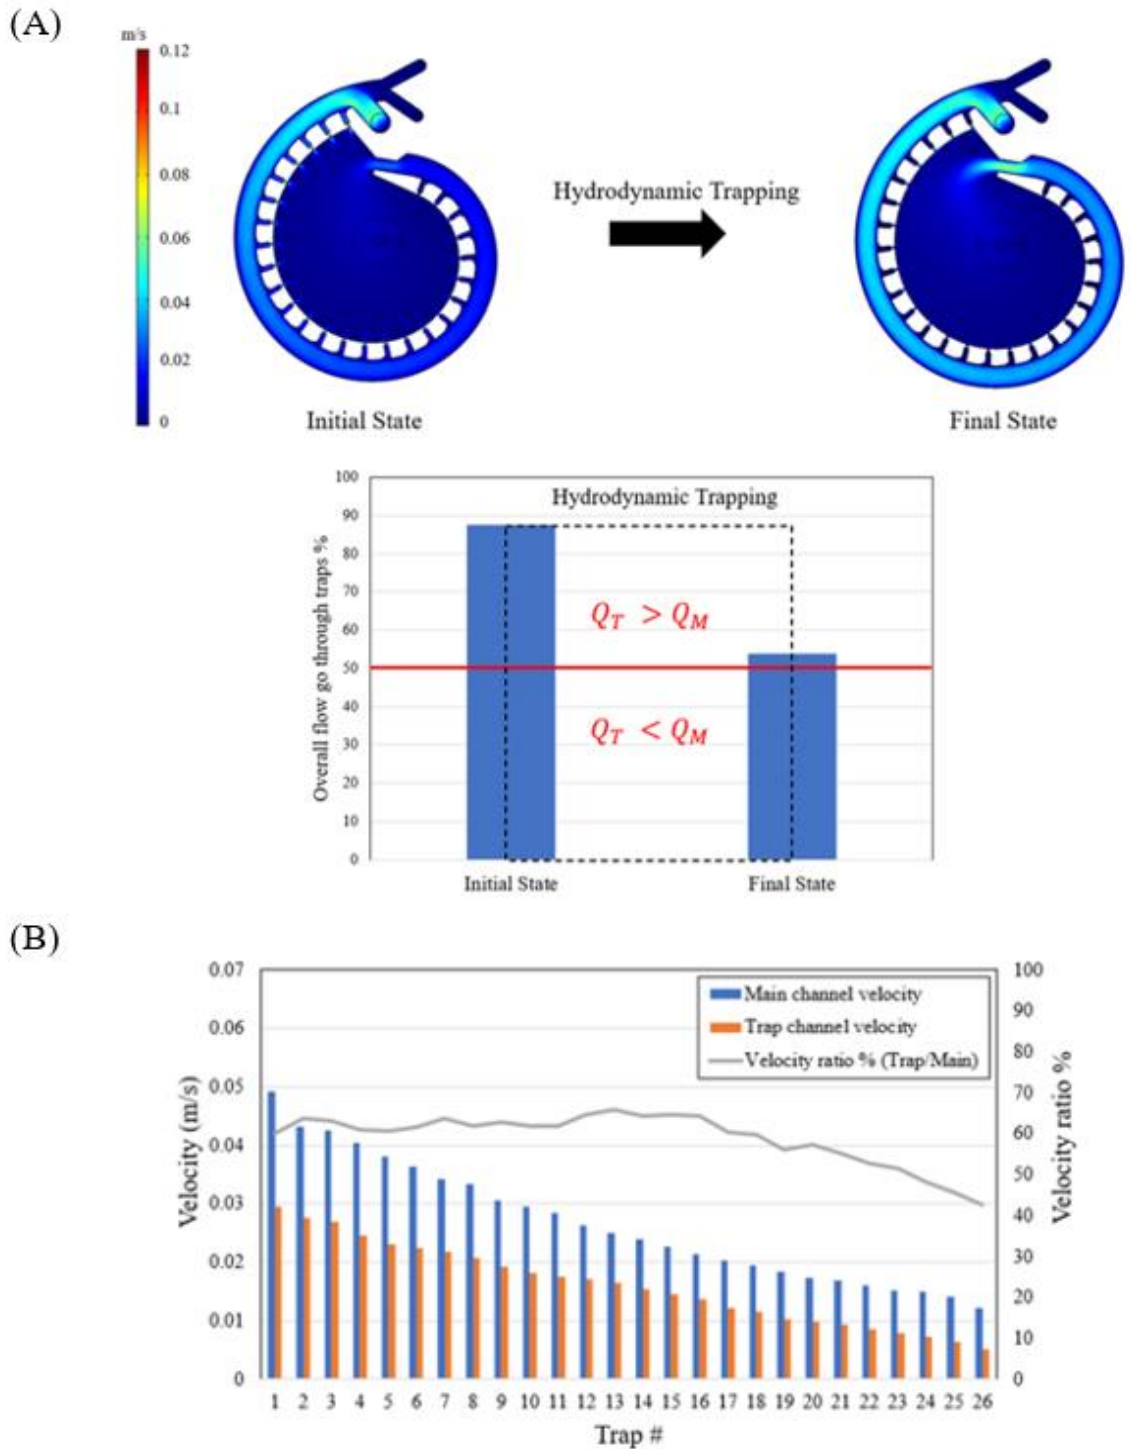 (A)
m/s
0.12
0.1
0.08
0.06
0.04
0.02
0
Hydrodynamic Trapping
Initial State
Final State
Hydrodynamic Trapping
Overall flow go through traps %
100
90
80
70
60
50
40
30
20
10
0
Q_T > Q_M
Q_T < Q_M
Initial State
Final State
(B)
Velocity (m/s)
0.07
0.06
0.05
0.04
0.03
0.02
0.01
0
Main channel velocity
Trap channel velocity
Velocity ratio % (Trap/Main)
100
90
80
70
60
50
40
30
20
10
0
Velocity ratio %
1 2 3 4 5 6 7 8 9 10 11 12 13 14 15 16 17 18 19 20 21 22 23 24 25 26
Trap #